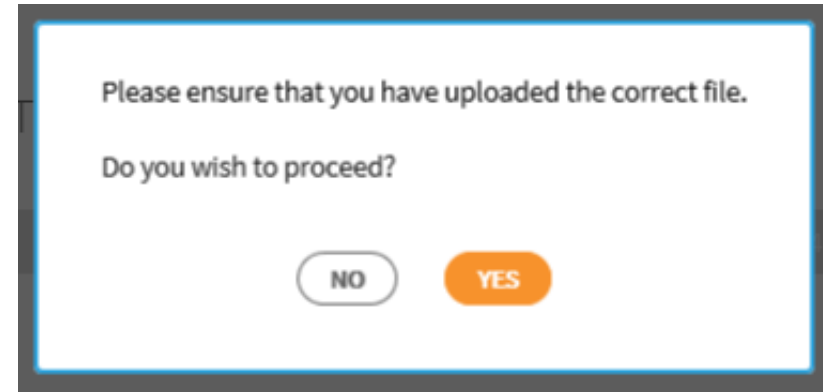 Please ensure that you have uploaded the correct file.
Do you wish to proceed?
NO YES